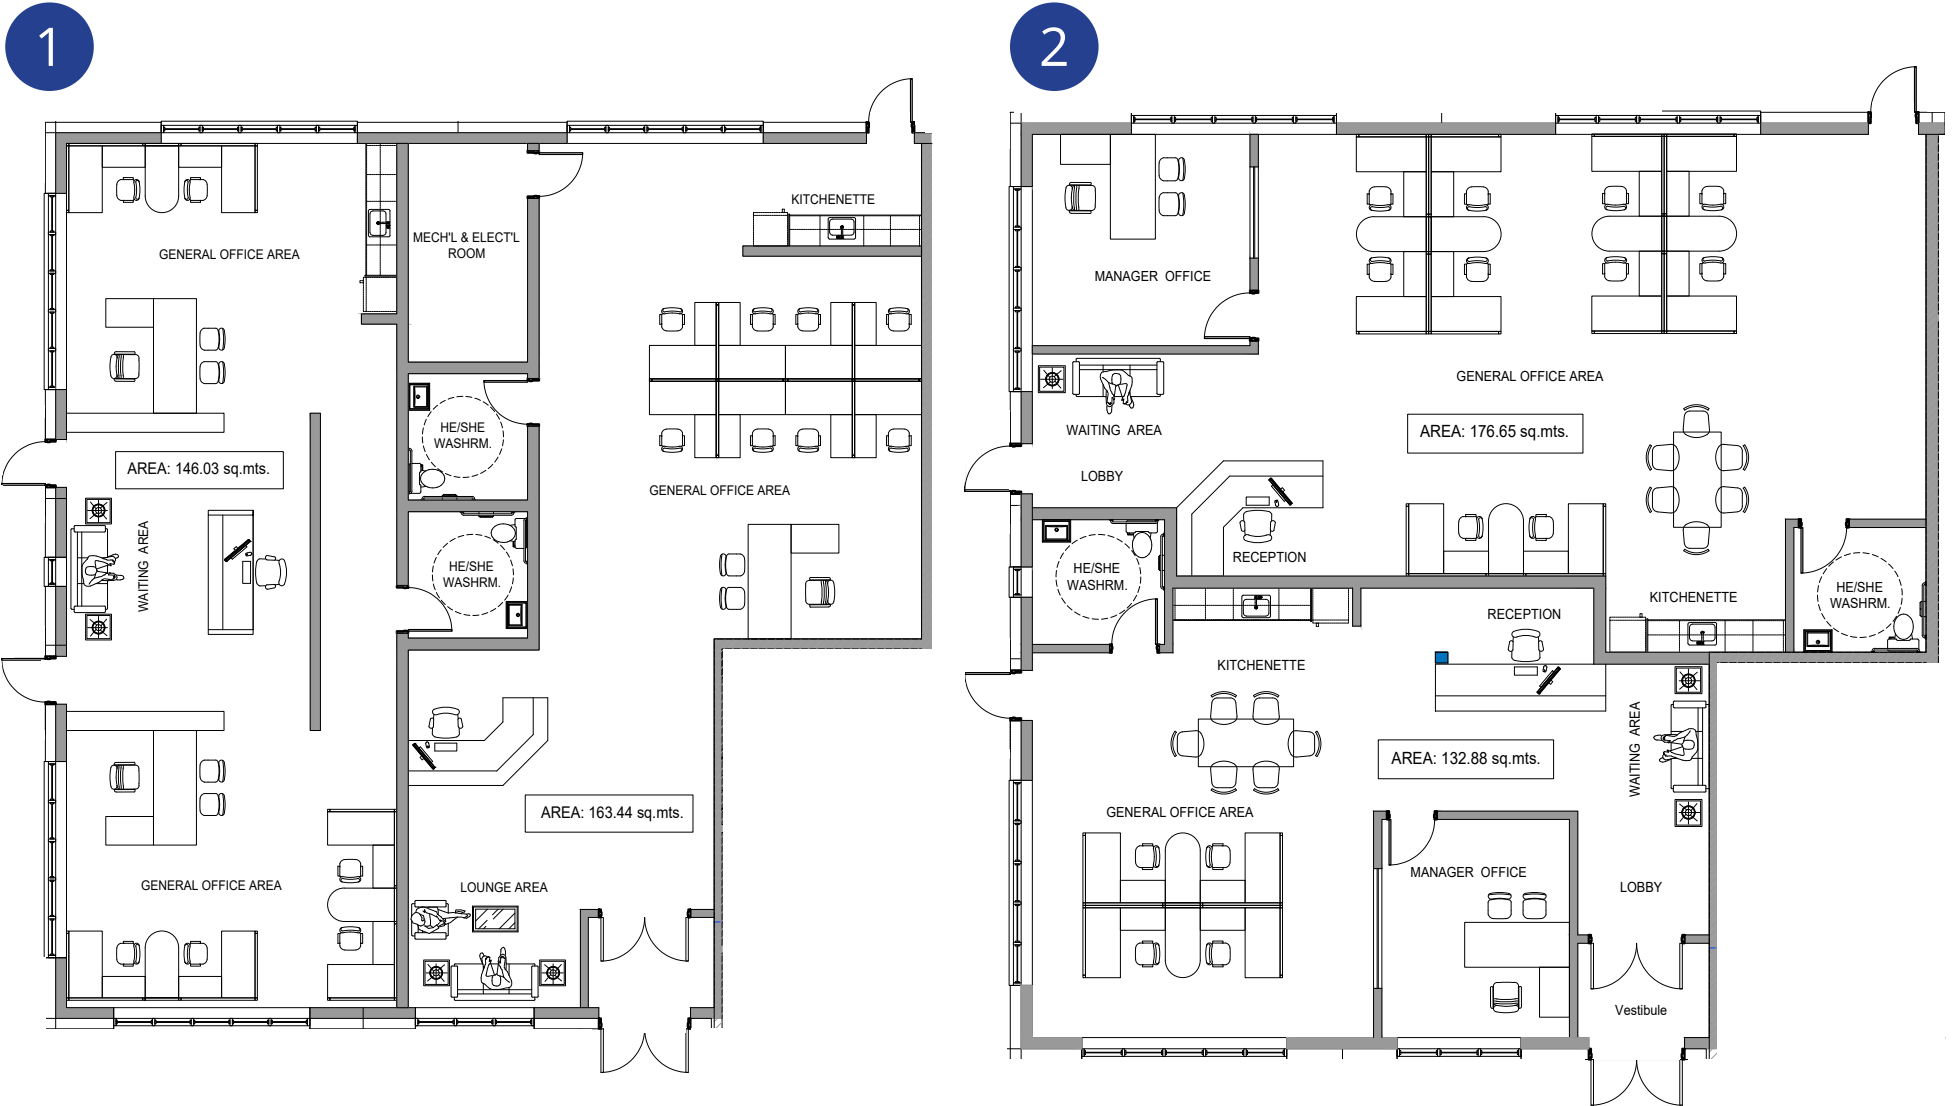 1
KITCHENETTE
MECH'L & ELECT'L
ROOM
GENERAL OFFICE AREA
HE/SHE
WASHRM.
AREA: 146.03 sq.mts.
GENERAL OFFICE AREA
WAITING AREA
HE/SHE
WASHRM.
AREA: 163.44 sq.mts.
GENERAL OFFICE AREA
LOUNGE AREA
2
MANAGER OFFICE
GENERAL OFFICE AREA
AREA: 176.65 sq.mts.
WAITING AREA
LOBBY
RECEPTION
HE/SHE
WASHRM.
KITCHENETTE
HE/SHE
WASHRM.
RECEPTION
KITCHENETTE
WAITING AREA
AREA: 132.88 sq.mts.
GENERAL OFFICE AREA
MANAGER OFFICE
LOBBY
Vestibule